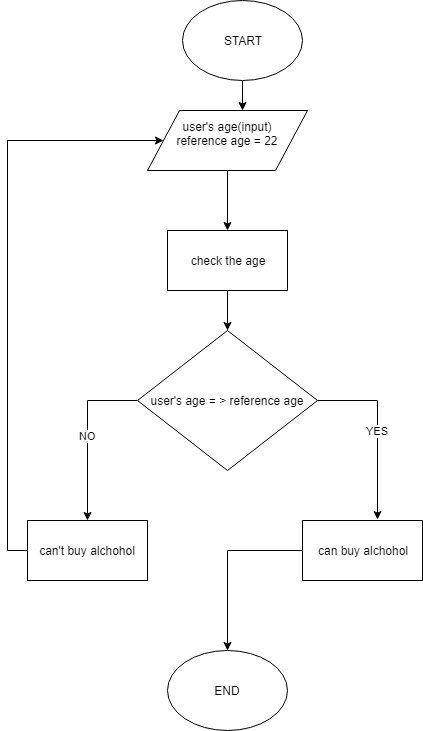 START
user's age(input)
reference age = 22
check the age
user's age = > reference age
NO
YES
can't buy alchohol
can buy alchohol
END